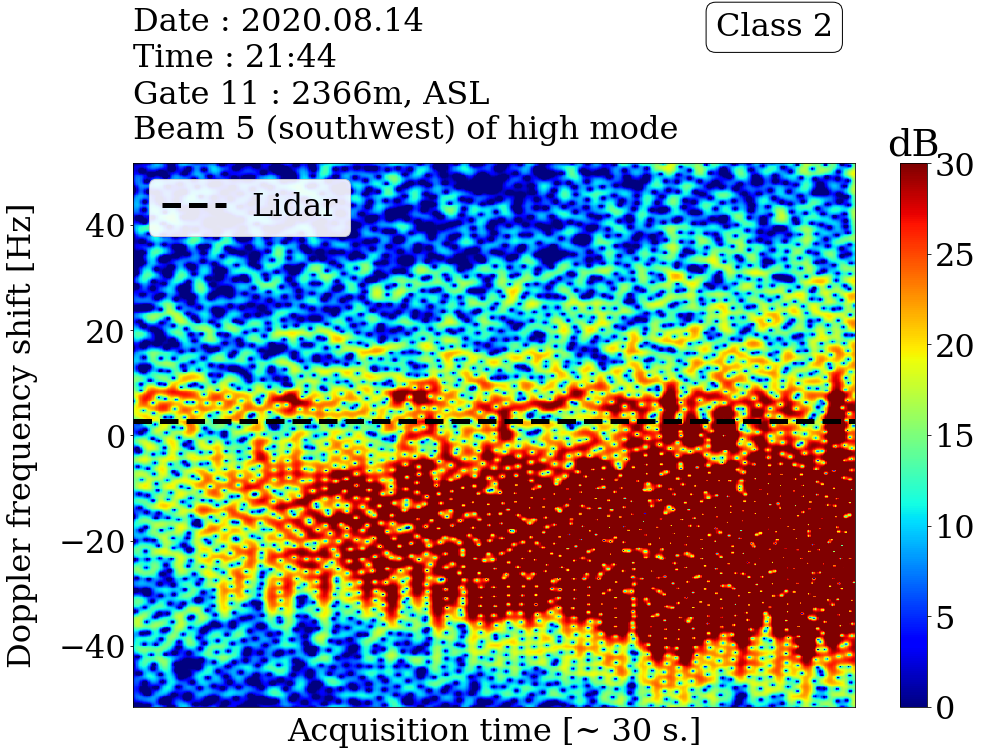 Date : 2020.08.14
Time : 21:44
Gate 11 : 2366m, ASL
Beam 5 (southwest) of high mode
Class 2
dB
Lidar
Doppler frequency shift [Hz]
40
20
0
−20
−40
Acquisition time [~ 30 s.]
30
25
20
15
10
5
0